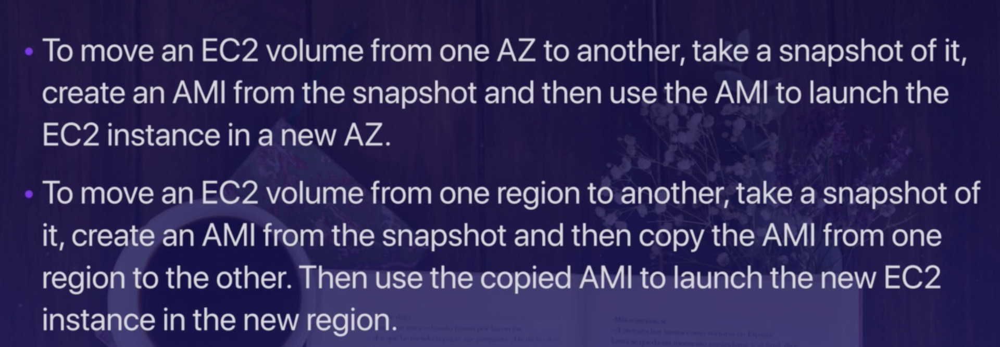 • To move an EC2 volume from one AZ to another, take a snapshot of it,
create an AMI from the snapshot and then use the AMI to launch the
EC2 instance in a new AZ.
• To move an EC2 volume from one region to another, take a snapshot of
it, create an AMI from the snapshot and then copy the AMI from one
region to the other. Then use the copied AMI to launch the new EC2
instance in the new region.